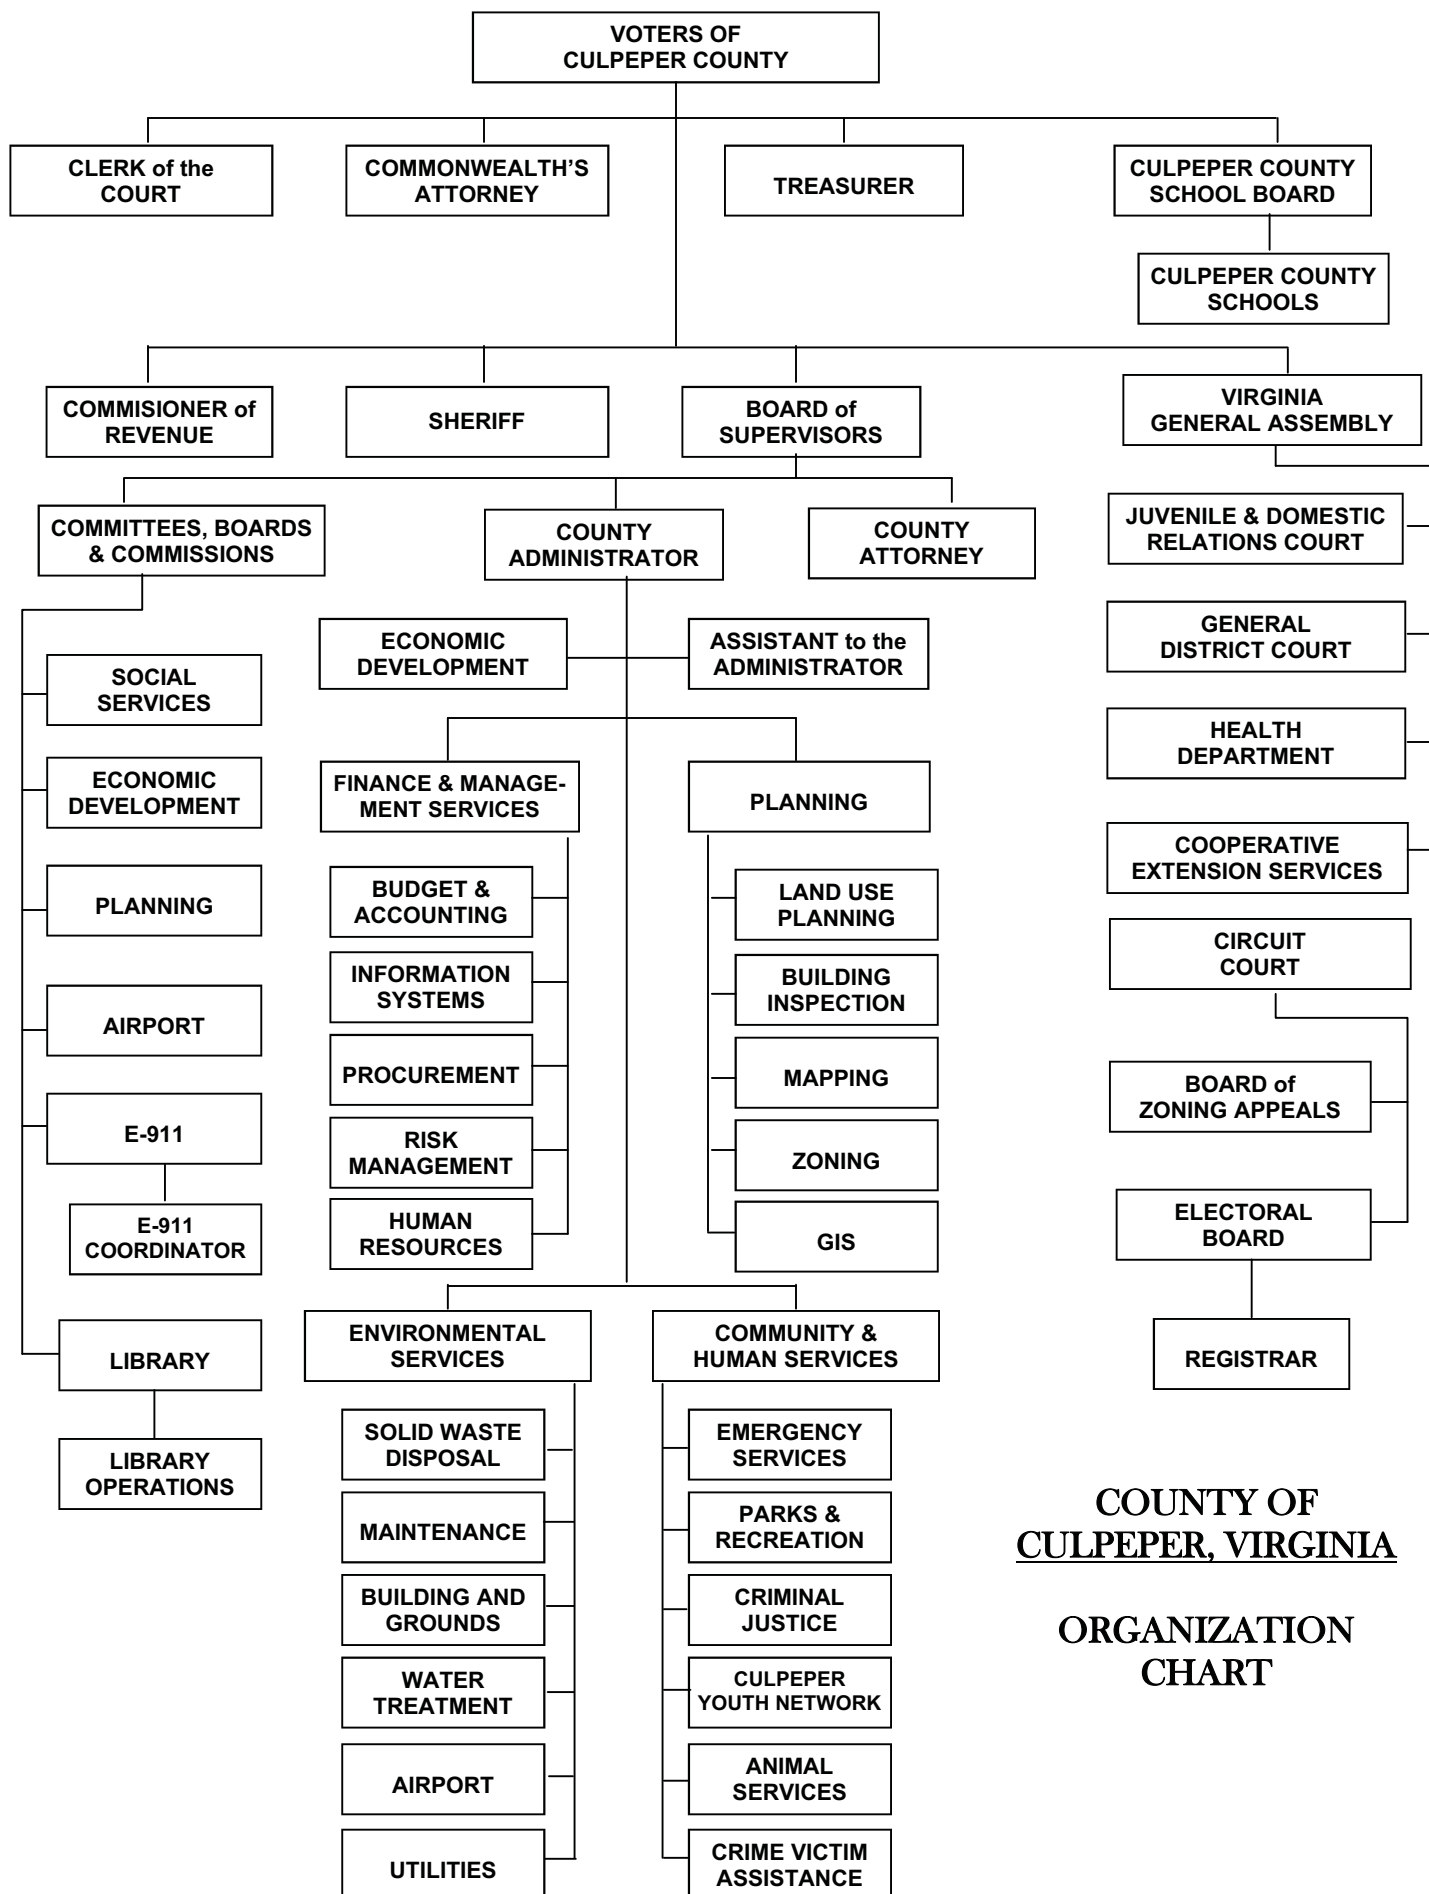 VOTERS OF
CULPEPER COUNTY
CLERK of the
COURT
COMMONWEALTH'S
ATTORNEY
TREASURER
CULPEPER COUNTY
SCHOOL BOARD
CULPEPER COUNTY
SCHOOLS
COMMISIONER of
REVENUE
SHERIFF
BOARD of
SUPERVISORS
VIRGINIA
GENERAL ASSEMBLY
COMMITTEES, BOARDS
& COMMISSIONS
COUNTY
ADMINISTRATOR
COUNTY
ATTORNEY
SOCIAL
SERVICES
ECONOMIC
DEVELOPMENT
PLANNING
AIRPORT
E-911
E-911
COORDINATOR
LIBRARY
LIBRARY
OPERATIONS
ECONOMIC
DEVELOPMENT
ASSISTANT to the
ADMINISTRATOR
FINANCE & MANAGE-
MENT SERVICES
BUDGET &
ACCOUNTING
INFORMATION
SYSTEMS
PROCUREMENT
RISK
MANAGEMENT
HUMAN
RESOURCES
PLANNING
LAND USE
PLANNING
BUILDING
INSPECTION
MAPPING
ZONING
GIS
ENVIRONMENTAL
SERVICES
SOLID WASTE
DISPOSAL
MAINTENANCE
BUILDING AND
GROUNDS
WATER
TREATMENT
AIRPORT
UTILITIES
COMMUNITY &
HUMAN SERVICES
EMERGENCY
SERVICES
PARKS &
RECREATION
CRIMINAL
JUSTICE
CULPEPER
YOUTH NETWORK
ANIMAL
SERVICES
CRIME VICTIM
ASSISTANCE
JUVENILE & DOMESTIC
RELATIONS COURT
GENERAL
DISTRICT COURT
HEALTH
DEPARTMENT
COOPERATIVE
EXTENSION SERVICES
CIRCUIT
COURT
BOARD of
ZONING APPEALS
ELECTORAL
BOARD
REGISTRAR
COUNTY OF
CULPEPER, VIRGINIA
ORGANIZATION
CHART